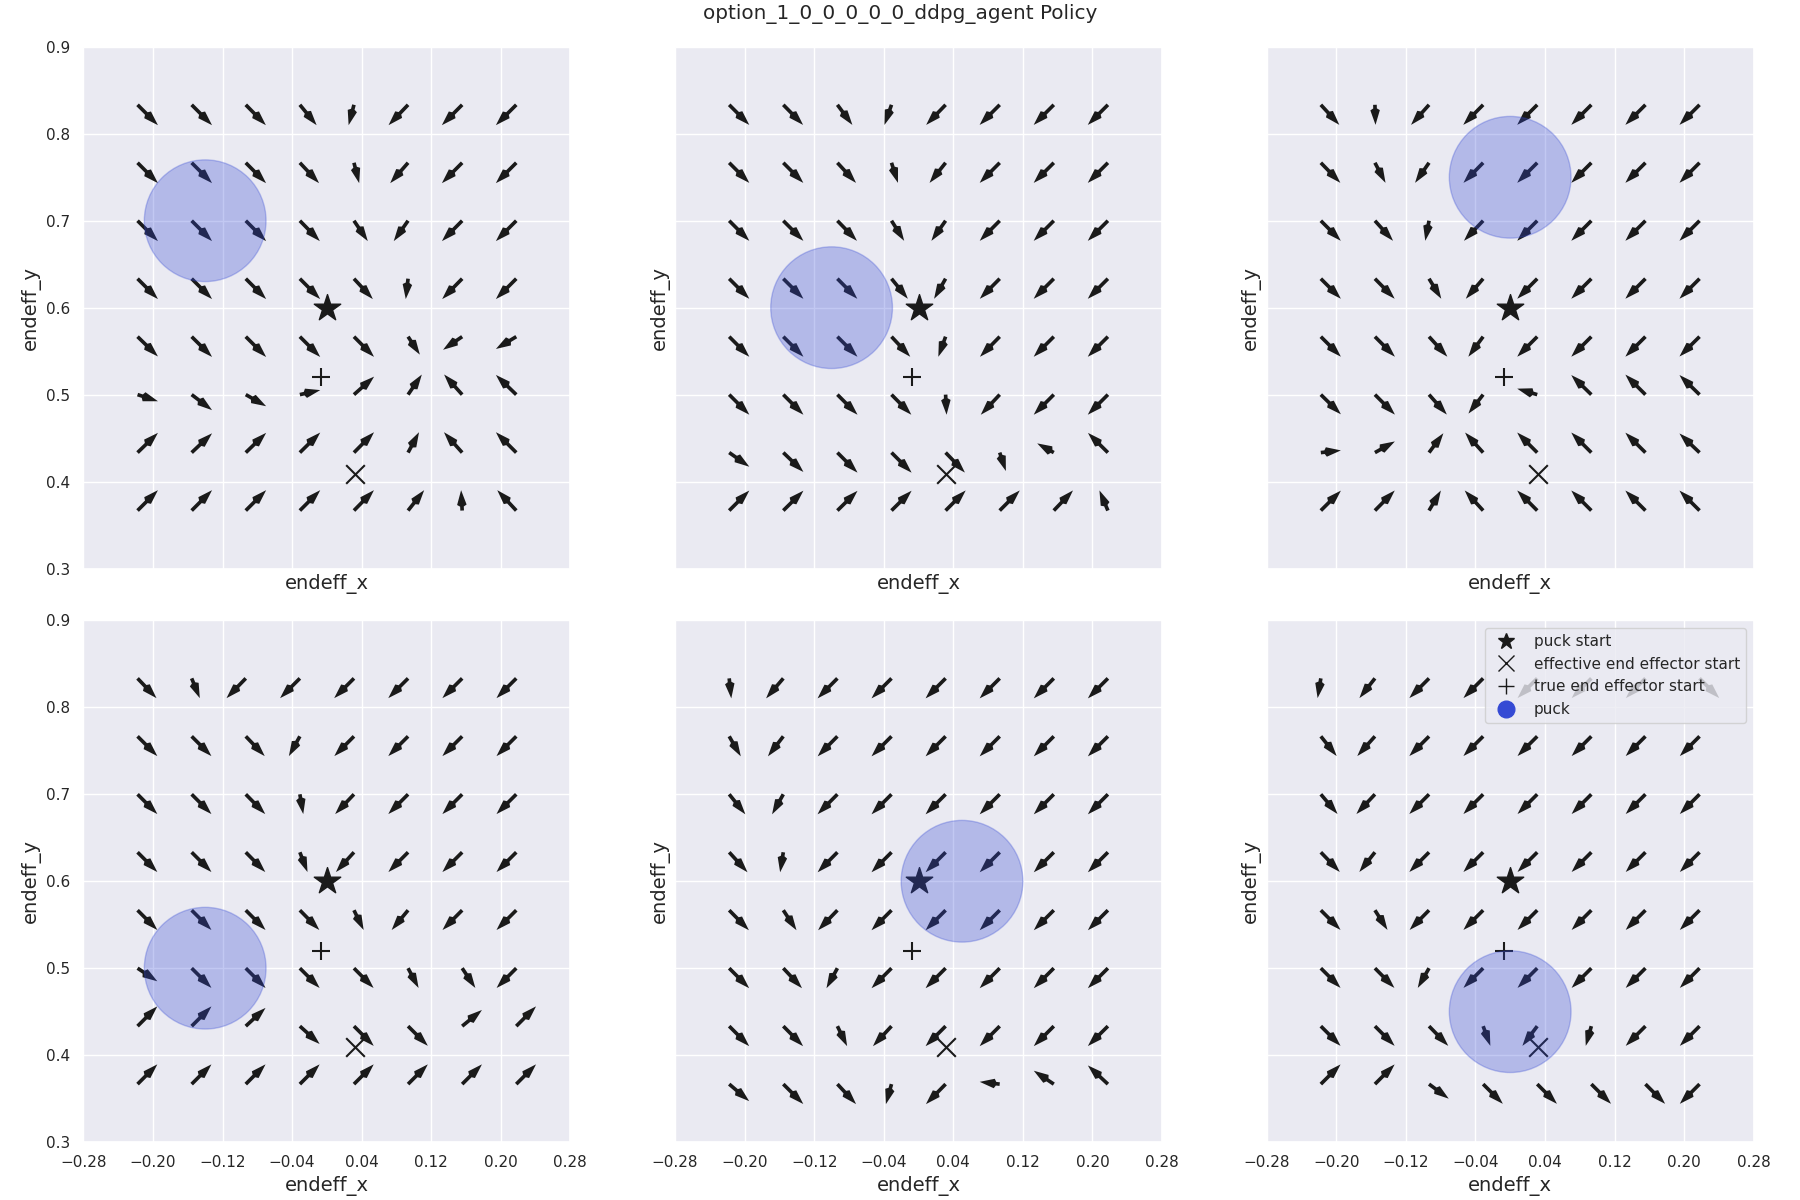 option_1_0_0_0_0_0_ddpg_agent Policy
0.9
0.8
0.7
0.6
0.5
0.4
0.3
endeff_y
endeff_x
endeff_y
endeff_x
endeff_y
endeff_x
0.9
0.8
0.7
0.6
0.5
0.4
0.3
endeff_y
−0.28 −0.20 −0.12 −0.04 0.04 0.12 0.20 0.28
endeff_x
endeff_y
−0.28 −0.20 −0.12 −0.04 0.04 0.12 0.20 0.28
endeff_x
puck start
effective end effector start
true end effector start
puck
endeff_y
−0.28 −0.20 −0.12 −0.04 0.04 0.12 0.20 0.28
endeff_x